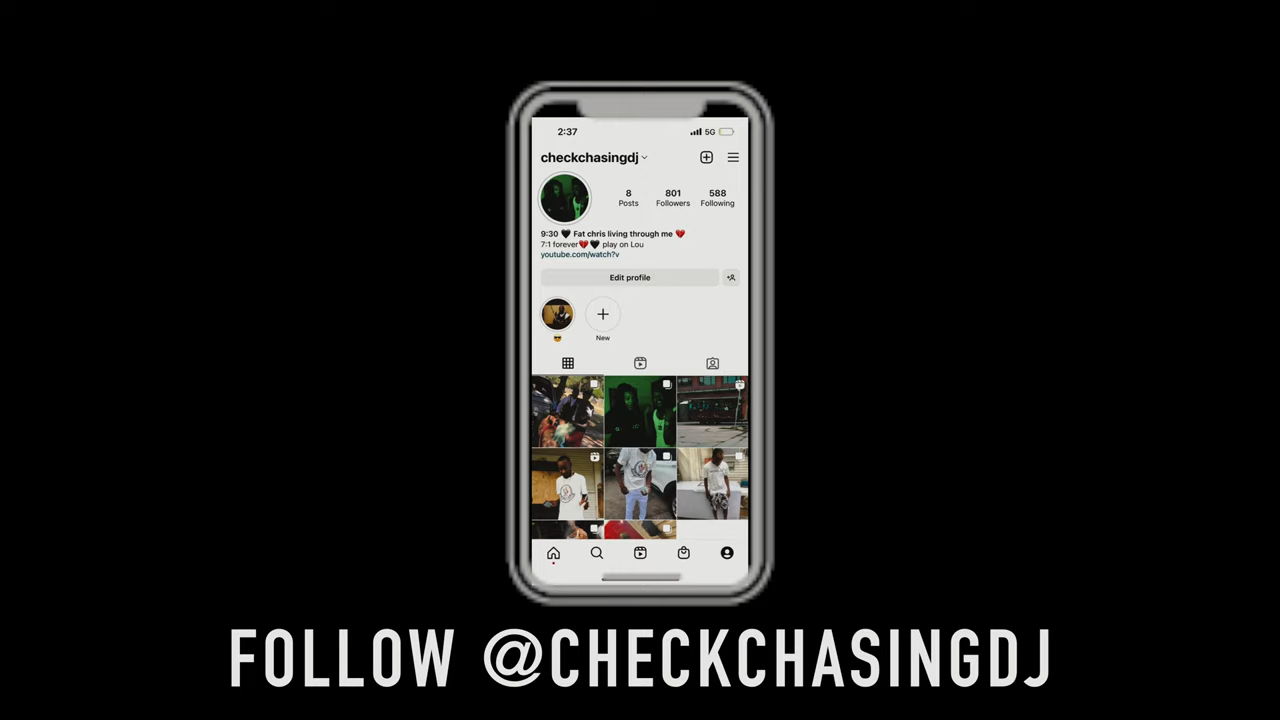 2:37 5G
checkchasingdj
8 801 588
Posts Followers Following
9:30 🖤 Fat chris living through me 💔
7:1 forever💔🖤 play on Lou
youtube.com/watch?v
Edit profile
😎 New
FOLLOW @CHECKCHASINGDJ